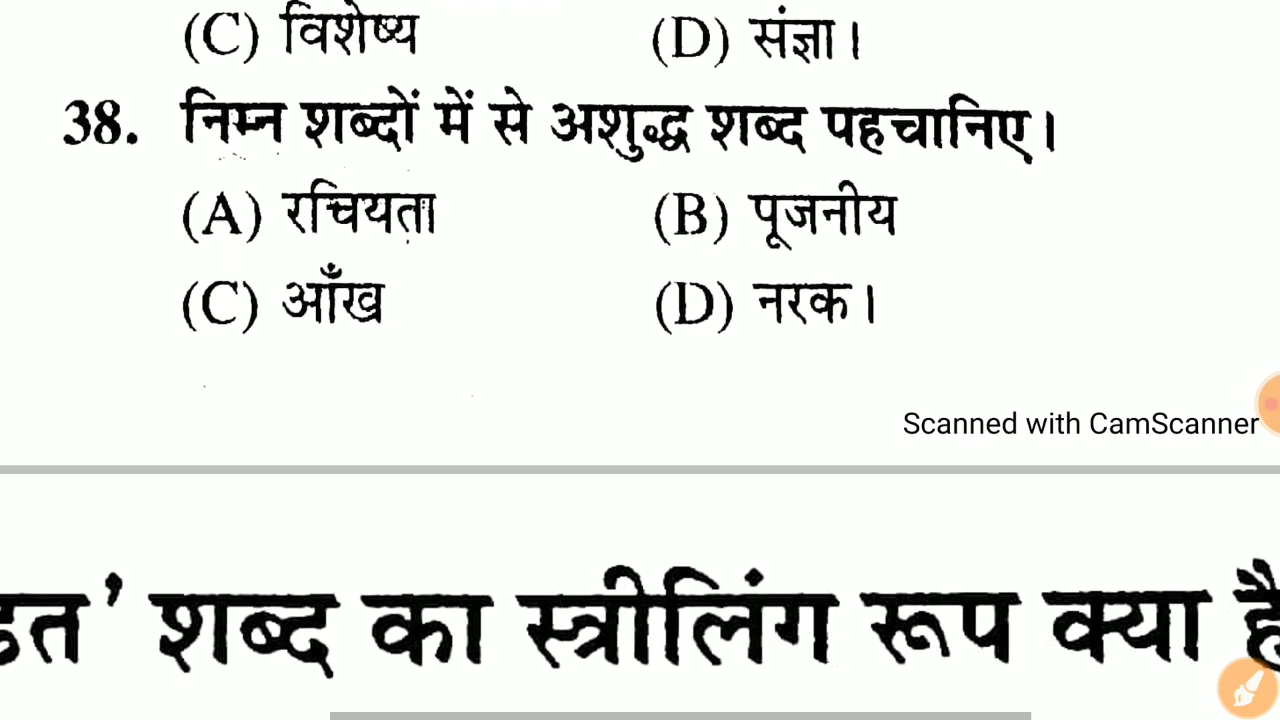 (C) विशेष्य (D) संज्ञा।
38. निम्न शब्दों में से अशुद्ध शब्द पहचानिए।
(A) रचियता (B) पूजनीय
(C) आँख (D) नरक।
Scanned with CamScanner
शब्द का स्त्रीलिंग रूप क्या है